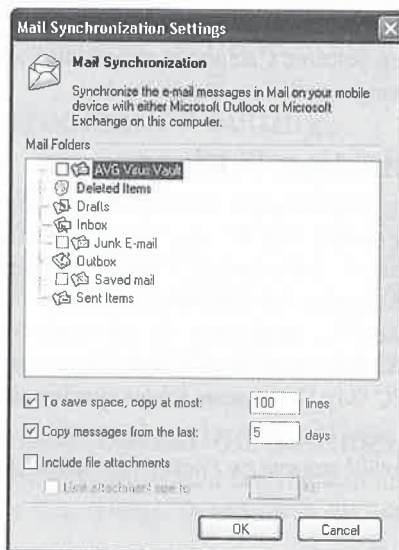 Mail Synchronization Settings
Mail Synchronization
Synchronize the e-mail messages in Mail on your mobile
device with either Microsoft Outlook or Microsoft
Exchange on this computer.
Mail Folders
AVG Virus Vault
Deleted Items
Drafts
Inbox
Junk E-mail
Outbox
Saved mail
Sent Items
To save space, copy at most: 100 lines
Copy messages from the last: 5 days
Include file attachments
attachment size to
OK Cancel